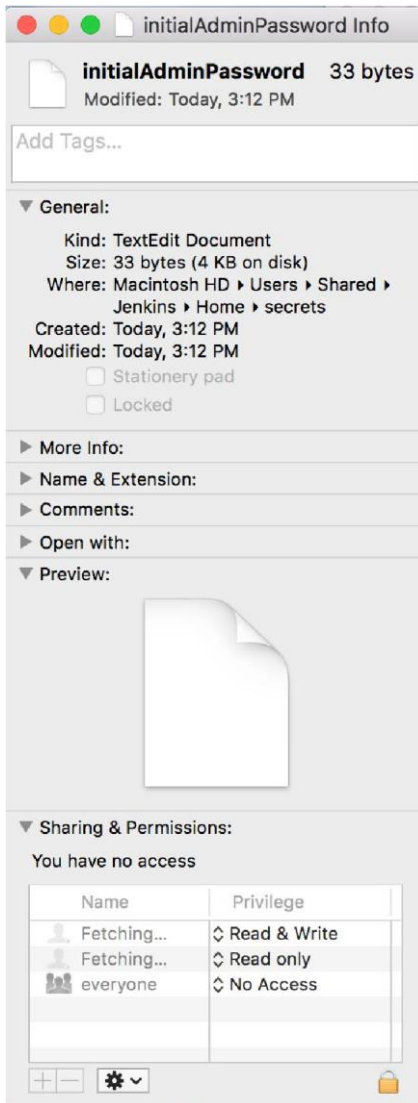 initialAdminPassword Info
initialAdminPassword 33 bytes
Modified: Today, 3:12 PM
Add Tags...
General:
Kind: TextEdit Document
Size: 33 bytes (4 KB on disk)
Where: Macintosh HD ▸ Users ▸ Shared ▸
Jenkins ▸ Home ▸ secrets
Created: Today, 3:12 PM
Modified: Today, 3:12 PM
Stationery pad
Locked
More Info:
Name & Extension:
Comments:
Open with:
Preview:
Sharing & Permissions:
You have no access
Name Privilege
Fetching... Read & Write
Fetching... Read only
everyone No Access